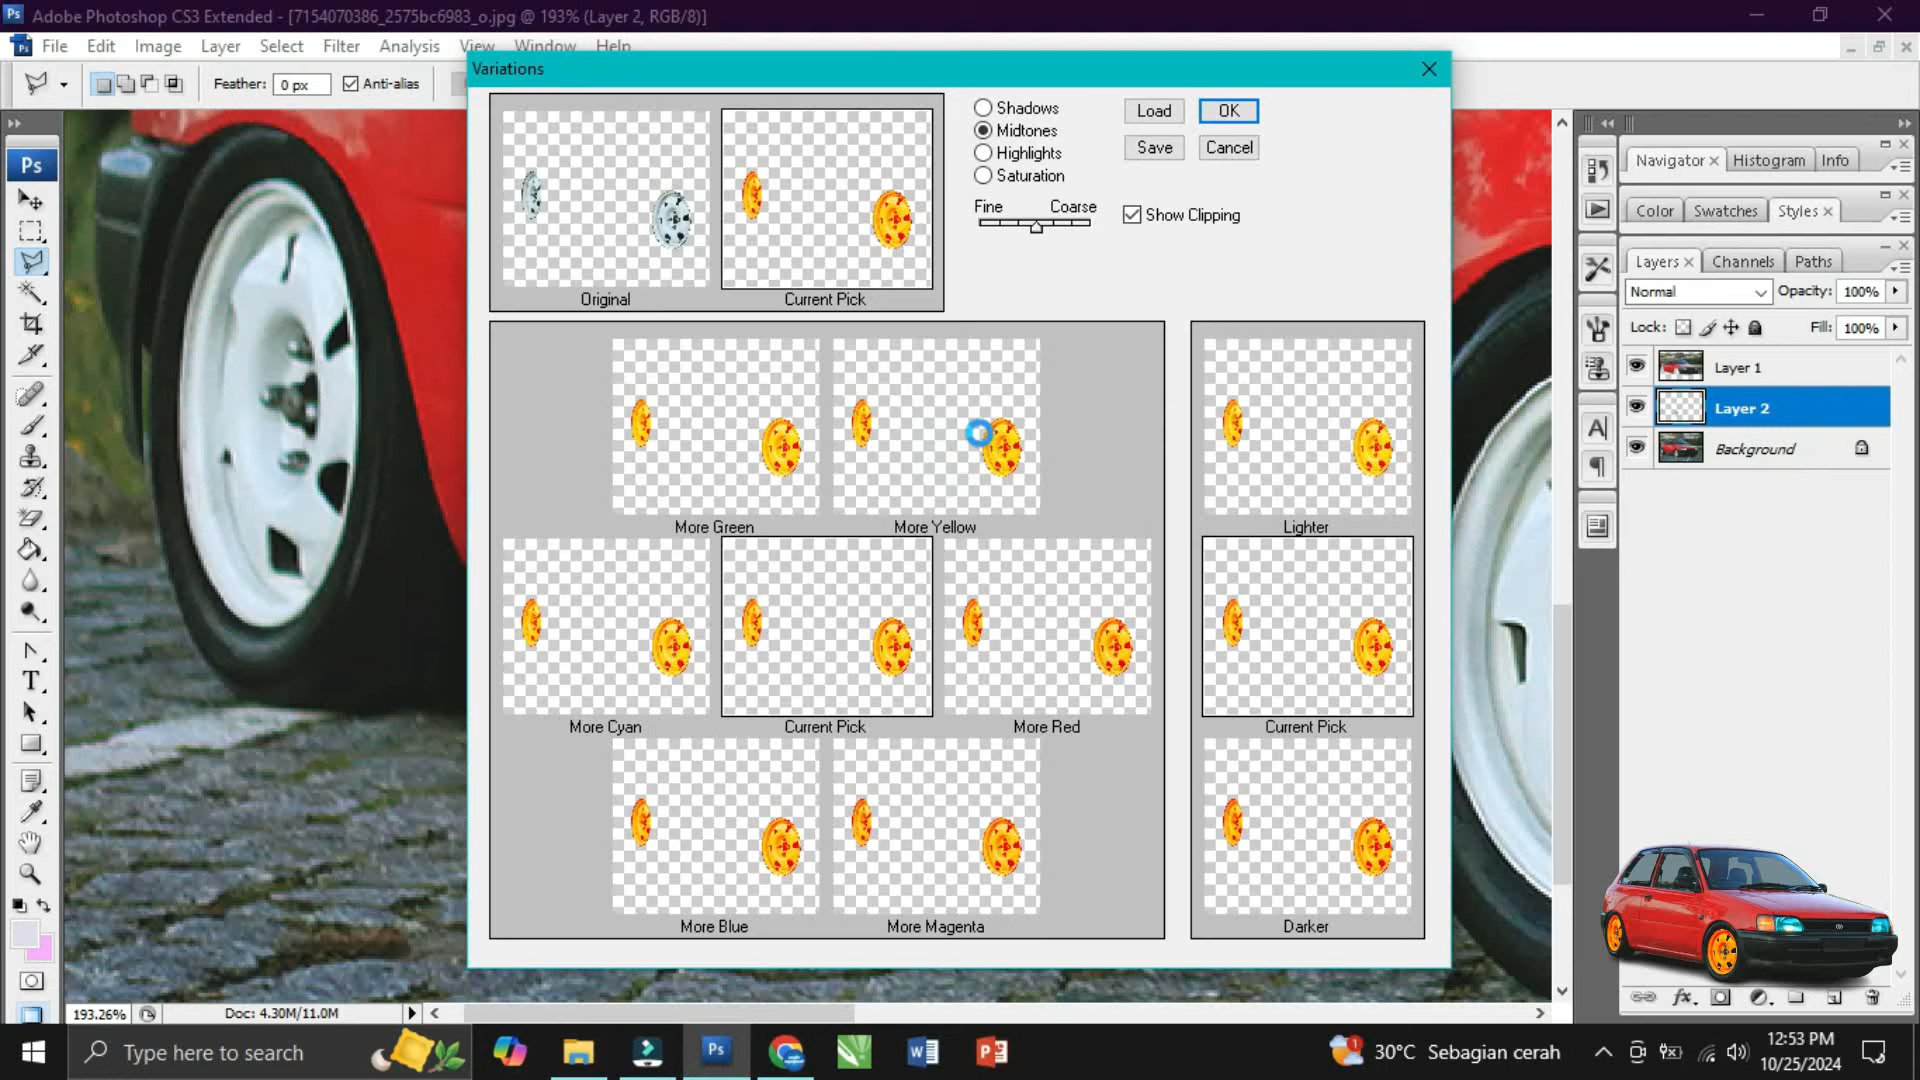 Ps Adobe Photoshop CS3 Extended - [7154070386_2575bc6983_o.jpg @ 193% (Layer 2, RGB/8)]
File Edit Image Layer Select Filter Analysis View Window Help
Feather: 0 px Anti-alias
Variations
Shadows
Midtones
Highlights
Saturation
Fine Coarse
Load OK
Save Cancel
Show Clipping
Original Current Pick
More Green More Yellow
More Cyan Current Pick More Red
More Blue More Magenta
Lighter
Current Pick
Darker
Ps
T
Navigator × Histogram Info
Color Swatches Styles ×
Layers × Channels Paths
Normal Opacity: 100%
Lock: Fill: 100%
Layer 1
Layer 2
Background
A
fx
193.26% Doc: 4.30M/11.0M
Type here to search
Ps
1
30°C Sebagian cerah
12:53 PM
10/25/2024